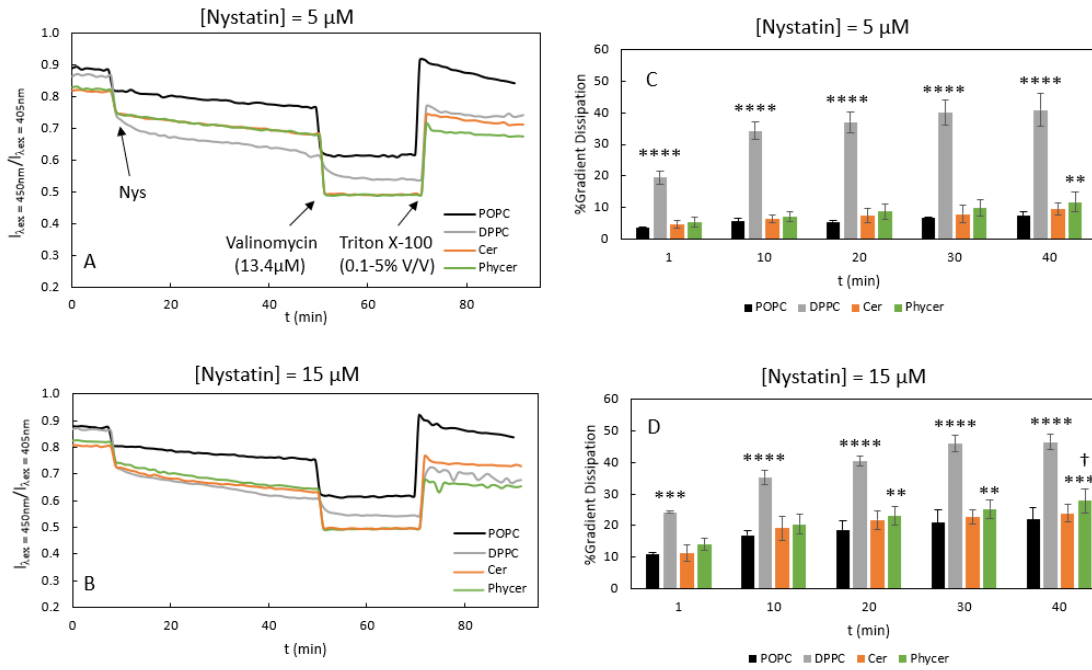 [Nystatin] = 5 µM
1.0
0.9
0.8
0.7
0.6
0.5
0.4
0.3
0.2
Iλex = 450nm/Iλex = 405nm
Nys
Valinomycin
(13.4µM)
Triton X-100
(0.1-5% V/V)
POPC
DPPC
Cer
Phycer
A
0 20 40 60 80
t (min)
[Nystatin] = 5 µM
60
50
40
30
20
10
0
%Gradient Dissipation
C
**** **** **** **** ****
**
1 10 20 30 40
t (min)
POPC DPPC Cer Phycer
[Nystatin] = 15 µM
1.0
0.9
0.8
0.7
0.6
0.5
0.4
0.3
0.2
Iλex = 450nm/Iλex = 405nm
POPC
DPPC
Cer
Phycer
B
0 20 40 60 80
t (min)
[Nystatin] = 15 µM
60
50
40
30
20
10
0
%Gradient Dissipation
D
*** **** **** **** ****
†
** ** ***
1 10 20 30 40
t (min)
POPC DPPC Cer Phycer